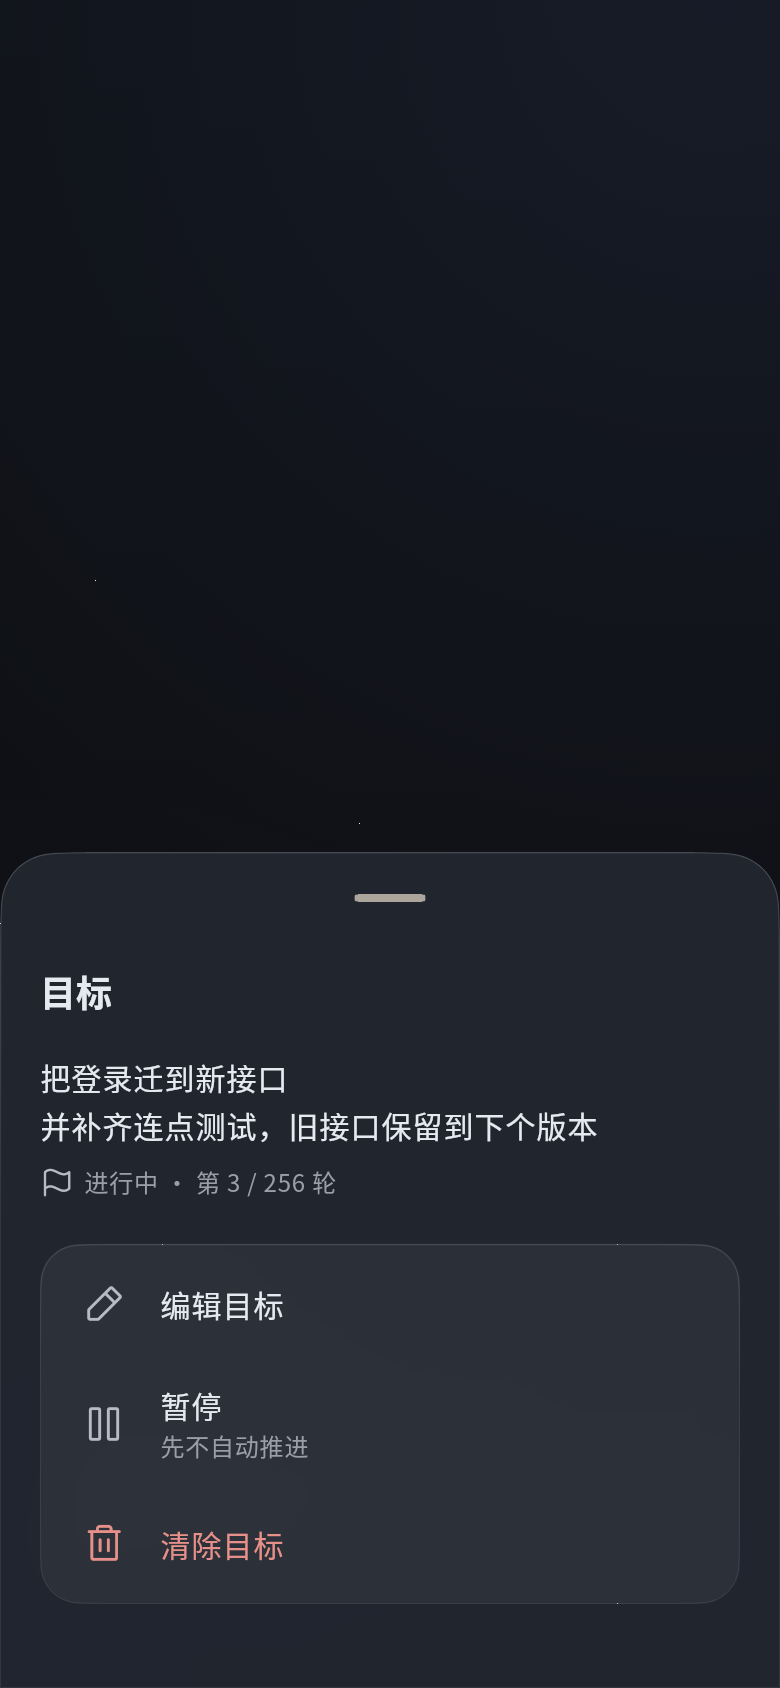 目标
把登录迁到新接口
并补齐连点测试，旧接口保留到下个版本
进行中 · 第 3 / 256 轮
编辑目标
暂停
先不自动推进
清除目标